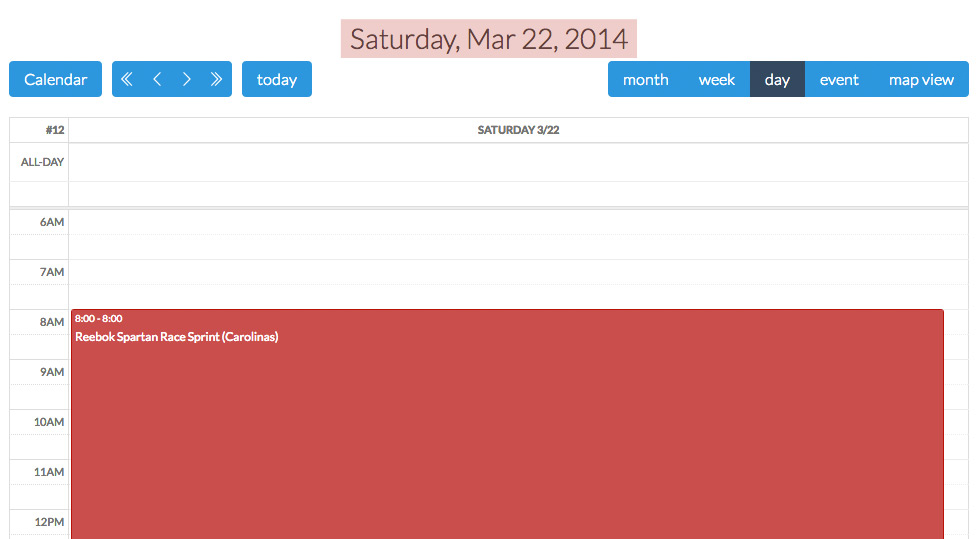 Saturday, Mar 22, 2014
Calendar today month week day event map view
#12 SATURDAY 3/22
ALL-DAY
6AM
7AM
8AM 8:00 - 8:00
Reebok Spartan Race Sprint (Carolinas)
9AM
10AM
11AM
12PM